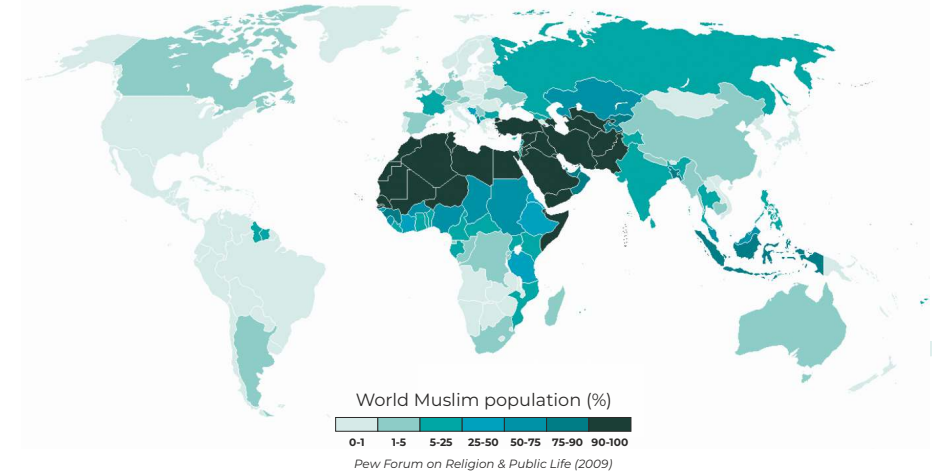 World Muslim population (%)
0-1 1-5 5-25 25-50 50-75 75-90 90-100
Pew Forum on Religion & Public Life (2009)